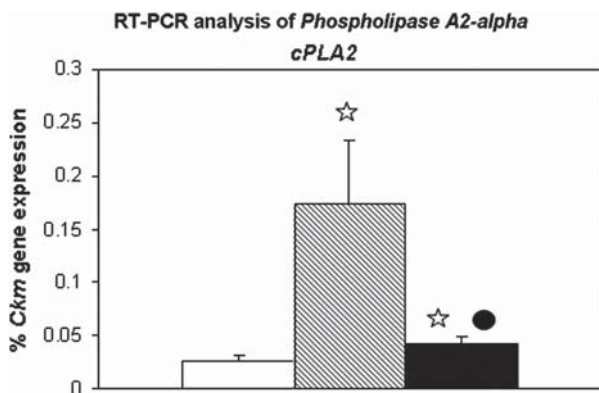 RT-PCR analysis of Phospholipase A2-alpha
cPLA2
% Ckm gene expression
0.3
0.25
0.2
0.15
0.1
0.05
0